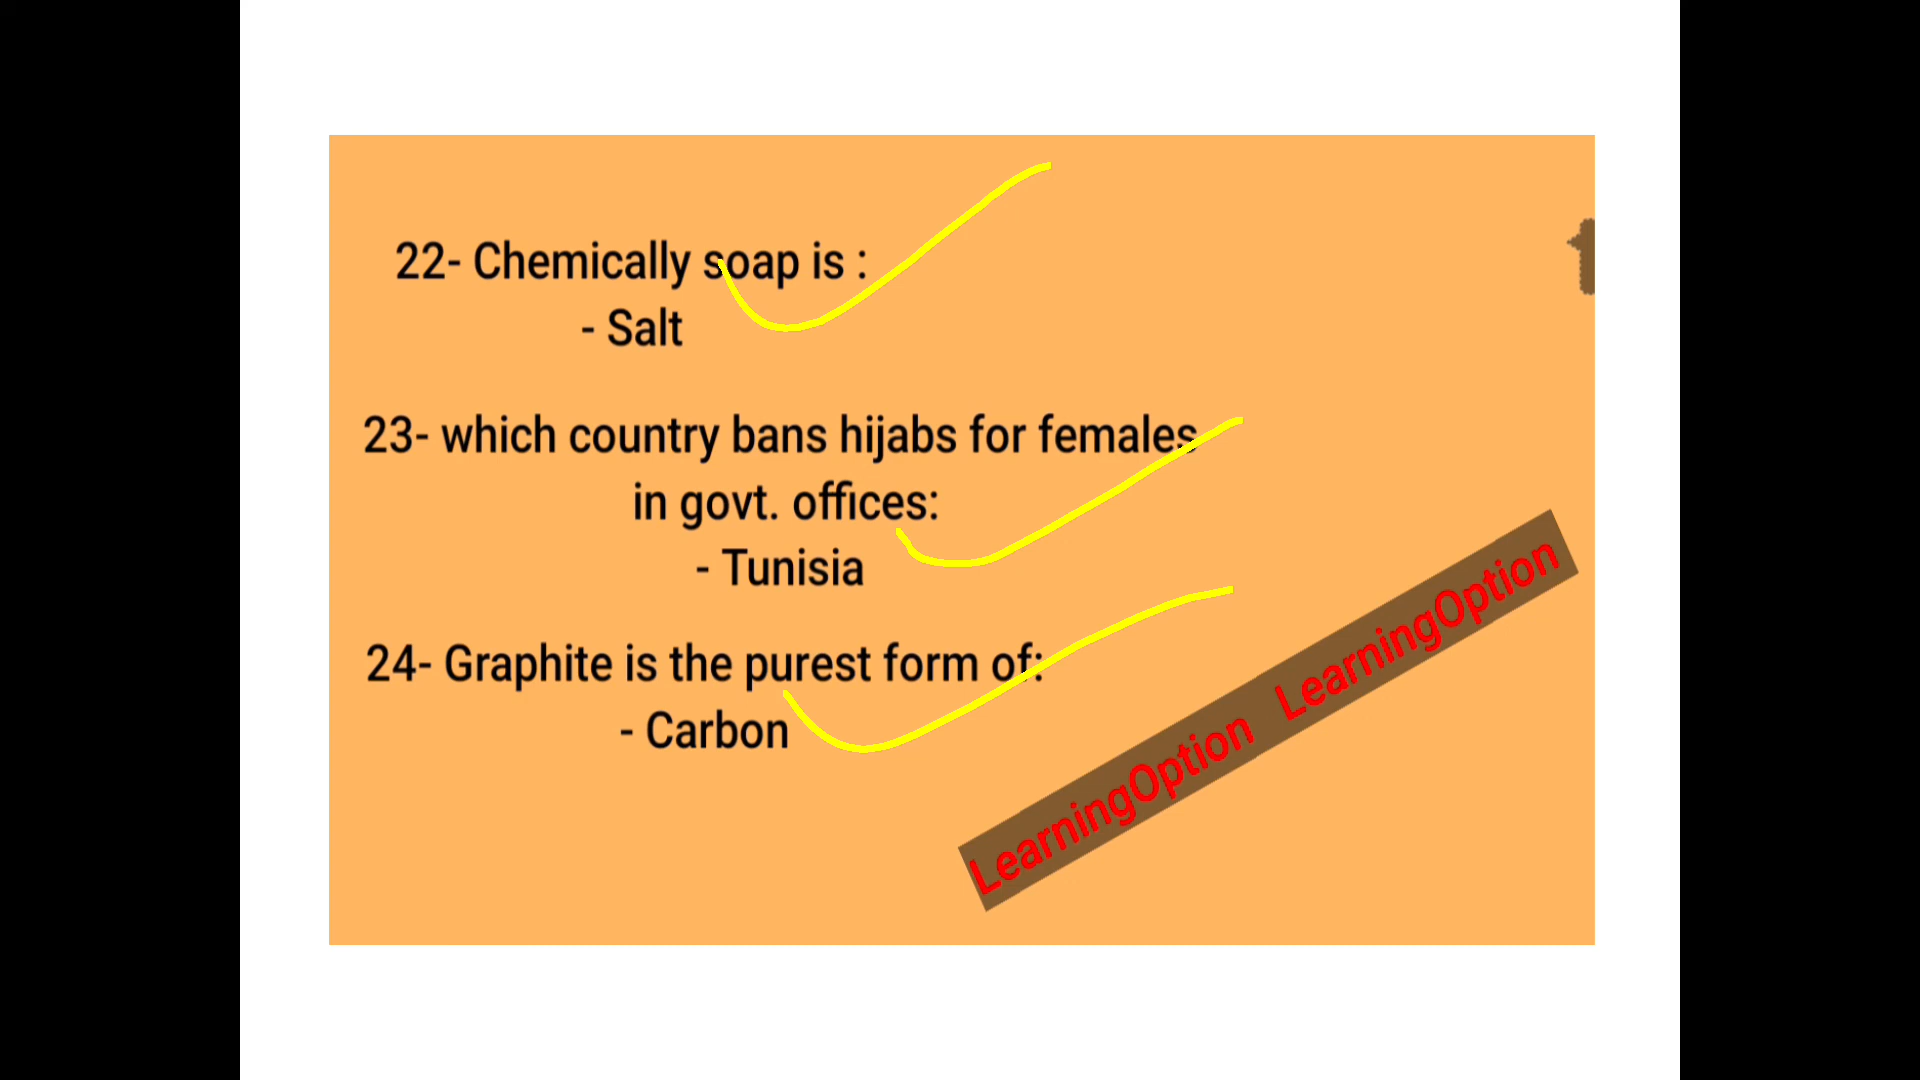 22- Chemically soap is :
- Salt
23- which country bans hijabs for females
in govt. offices:
- Tunisia
24- Graphite is the purest form of:
- Carbon
LearningOption LearningOption